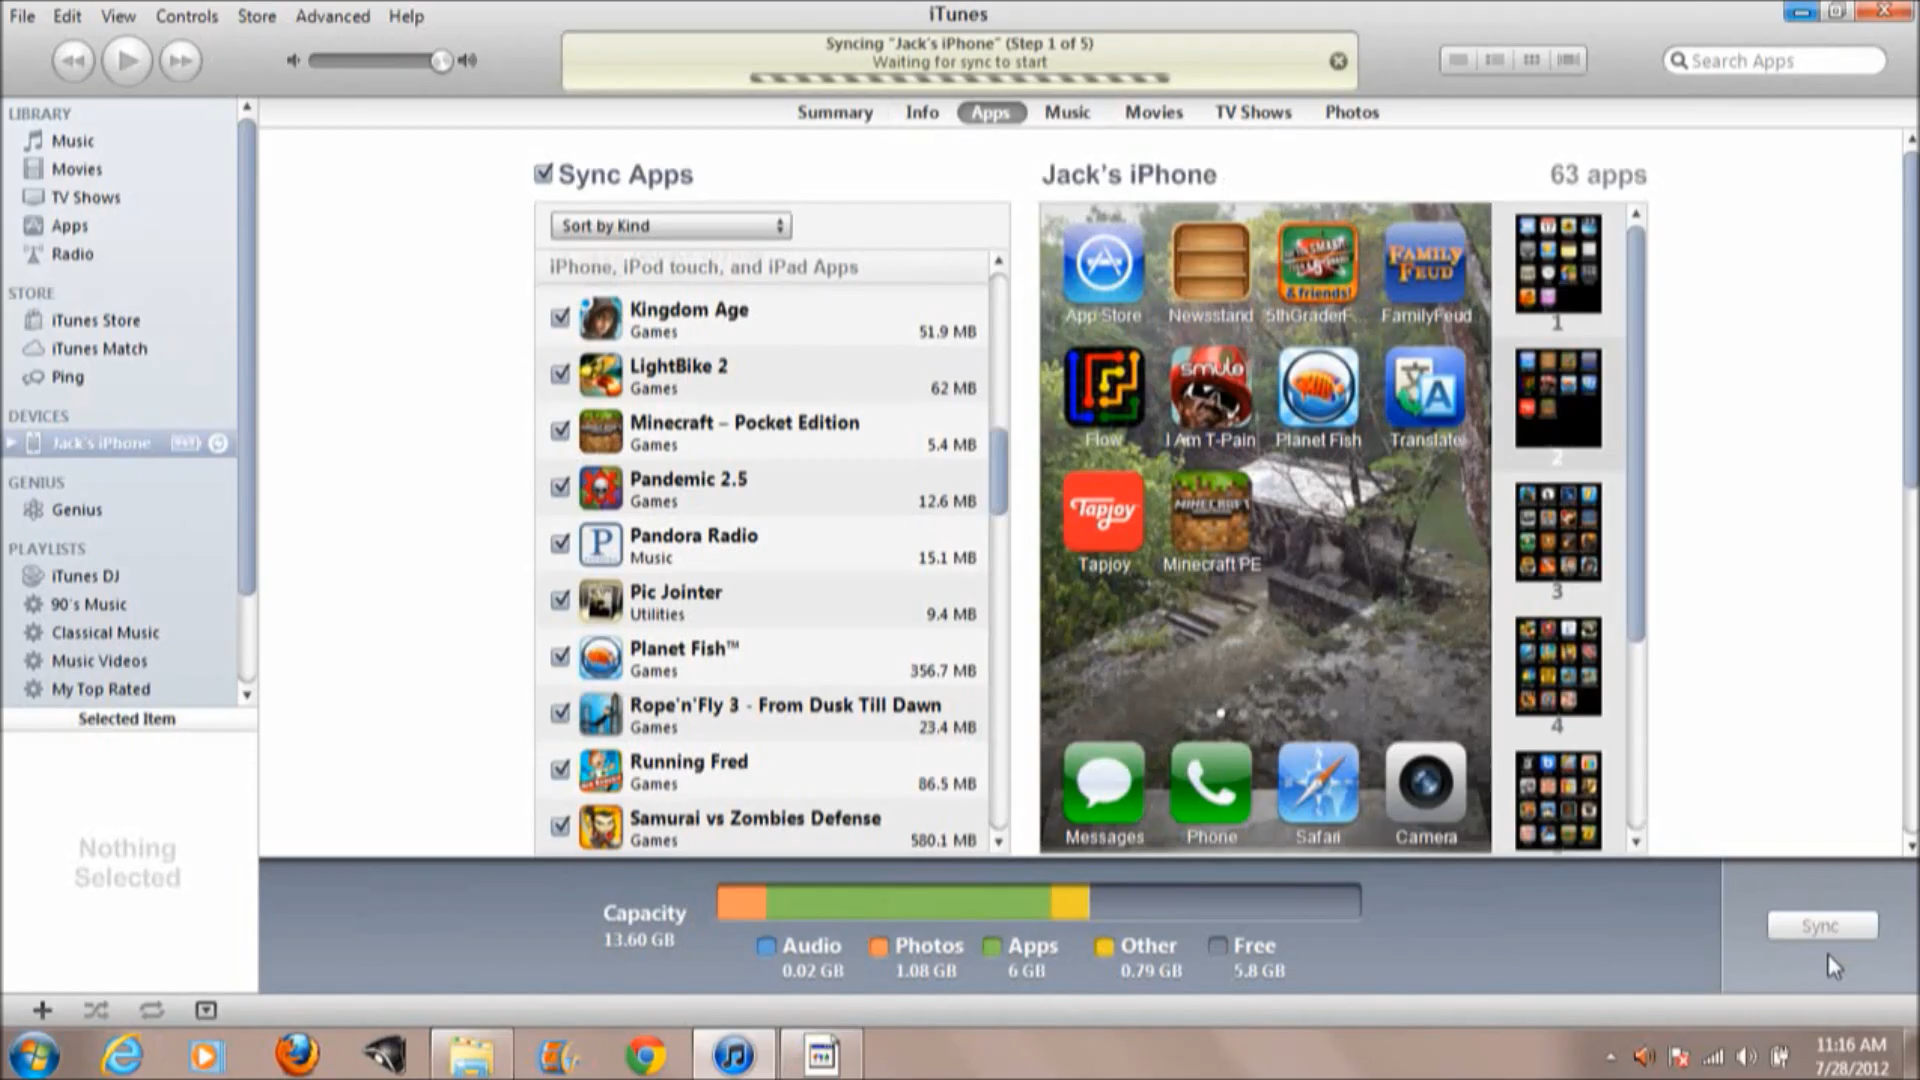 File Edit View Controls Store Advanced Help
iTunes
Syncing "Jack's iPhone" (Step 1 of 5)
Waiting for sync to start
Search Apps
Summary Info Apps Music Movies TV Shows Photos
LIBRARY
Music
Movies
TV Shows
Apps
Radio
STORE
iTunes Store
iTunes Match
Ping
DEVICES
Jack's iPhone
GENIUS
Genius
PLAYLISTS
iTunes DJ
90's Music
Classical Music
Music Videos
My Top Rated
Selected Item
Nothing
Selected
Sync Apps
Sort by Kind
iPhone, iPod touch, and iPad Apps
Kingdom Age
Games 51.9 MB
LightBike 2
Games 62 MB
Minecraft – Pocket Edition
Games 5.4 MB
Pandemic 2.5
Games 12.6 MB
P
Pandora Radio
Music 15.1 MB
Pic Jointer
Utilities 9.4 MB
Planet Fish™
Games 356.7 MB
Rope'n'Fly 3 - From Dusk Till Dawn
Games 23.4 MB
Running Fred
Games 86.5 MB
Samurai vs Zombies Defense
Games 580.1 MB
Jack's iPhone 63 apps
& friends!
FAMILY
FEUD
App Store Newsstand 5thGraderF... FamilyFeud
smule
A
Flow I Am T-Pain Planet Fish Translate
Tapjoy MINECRAFT
Tapjoy Minecraft PE
Messages Phone Safari Camera
1
2
3
4
Capacity
13.60 GB
Audio Photos Apps Other Free
0.02 GB 1.08 GB 6 GB 0.79 GB 5.8 GB
Sync
11:16 AM
7/28/2012